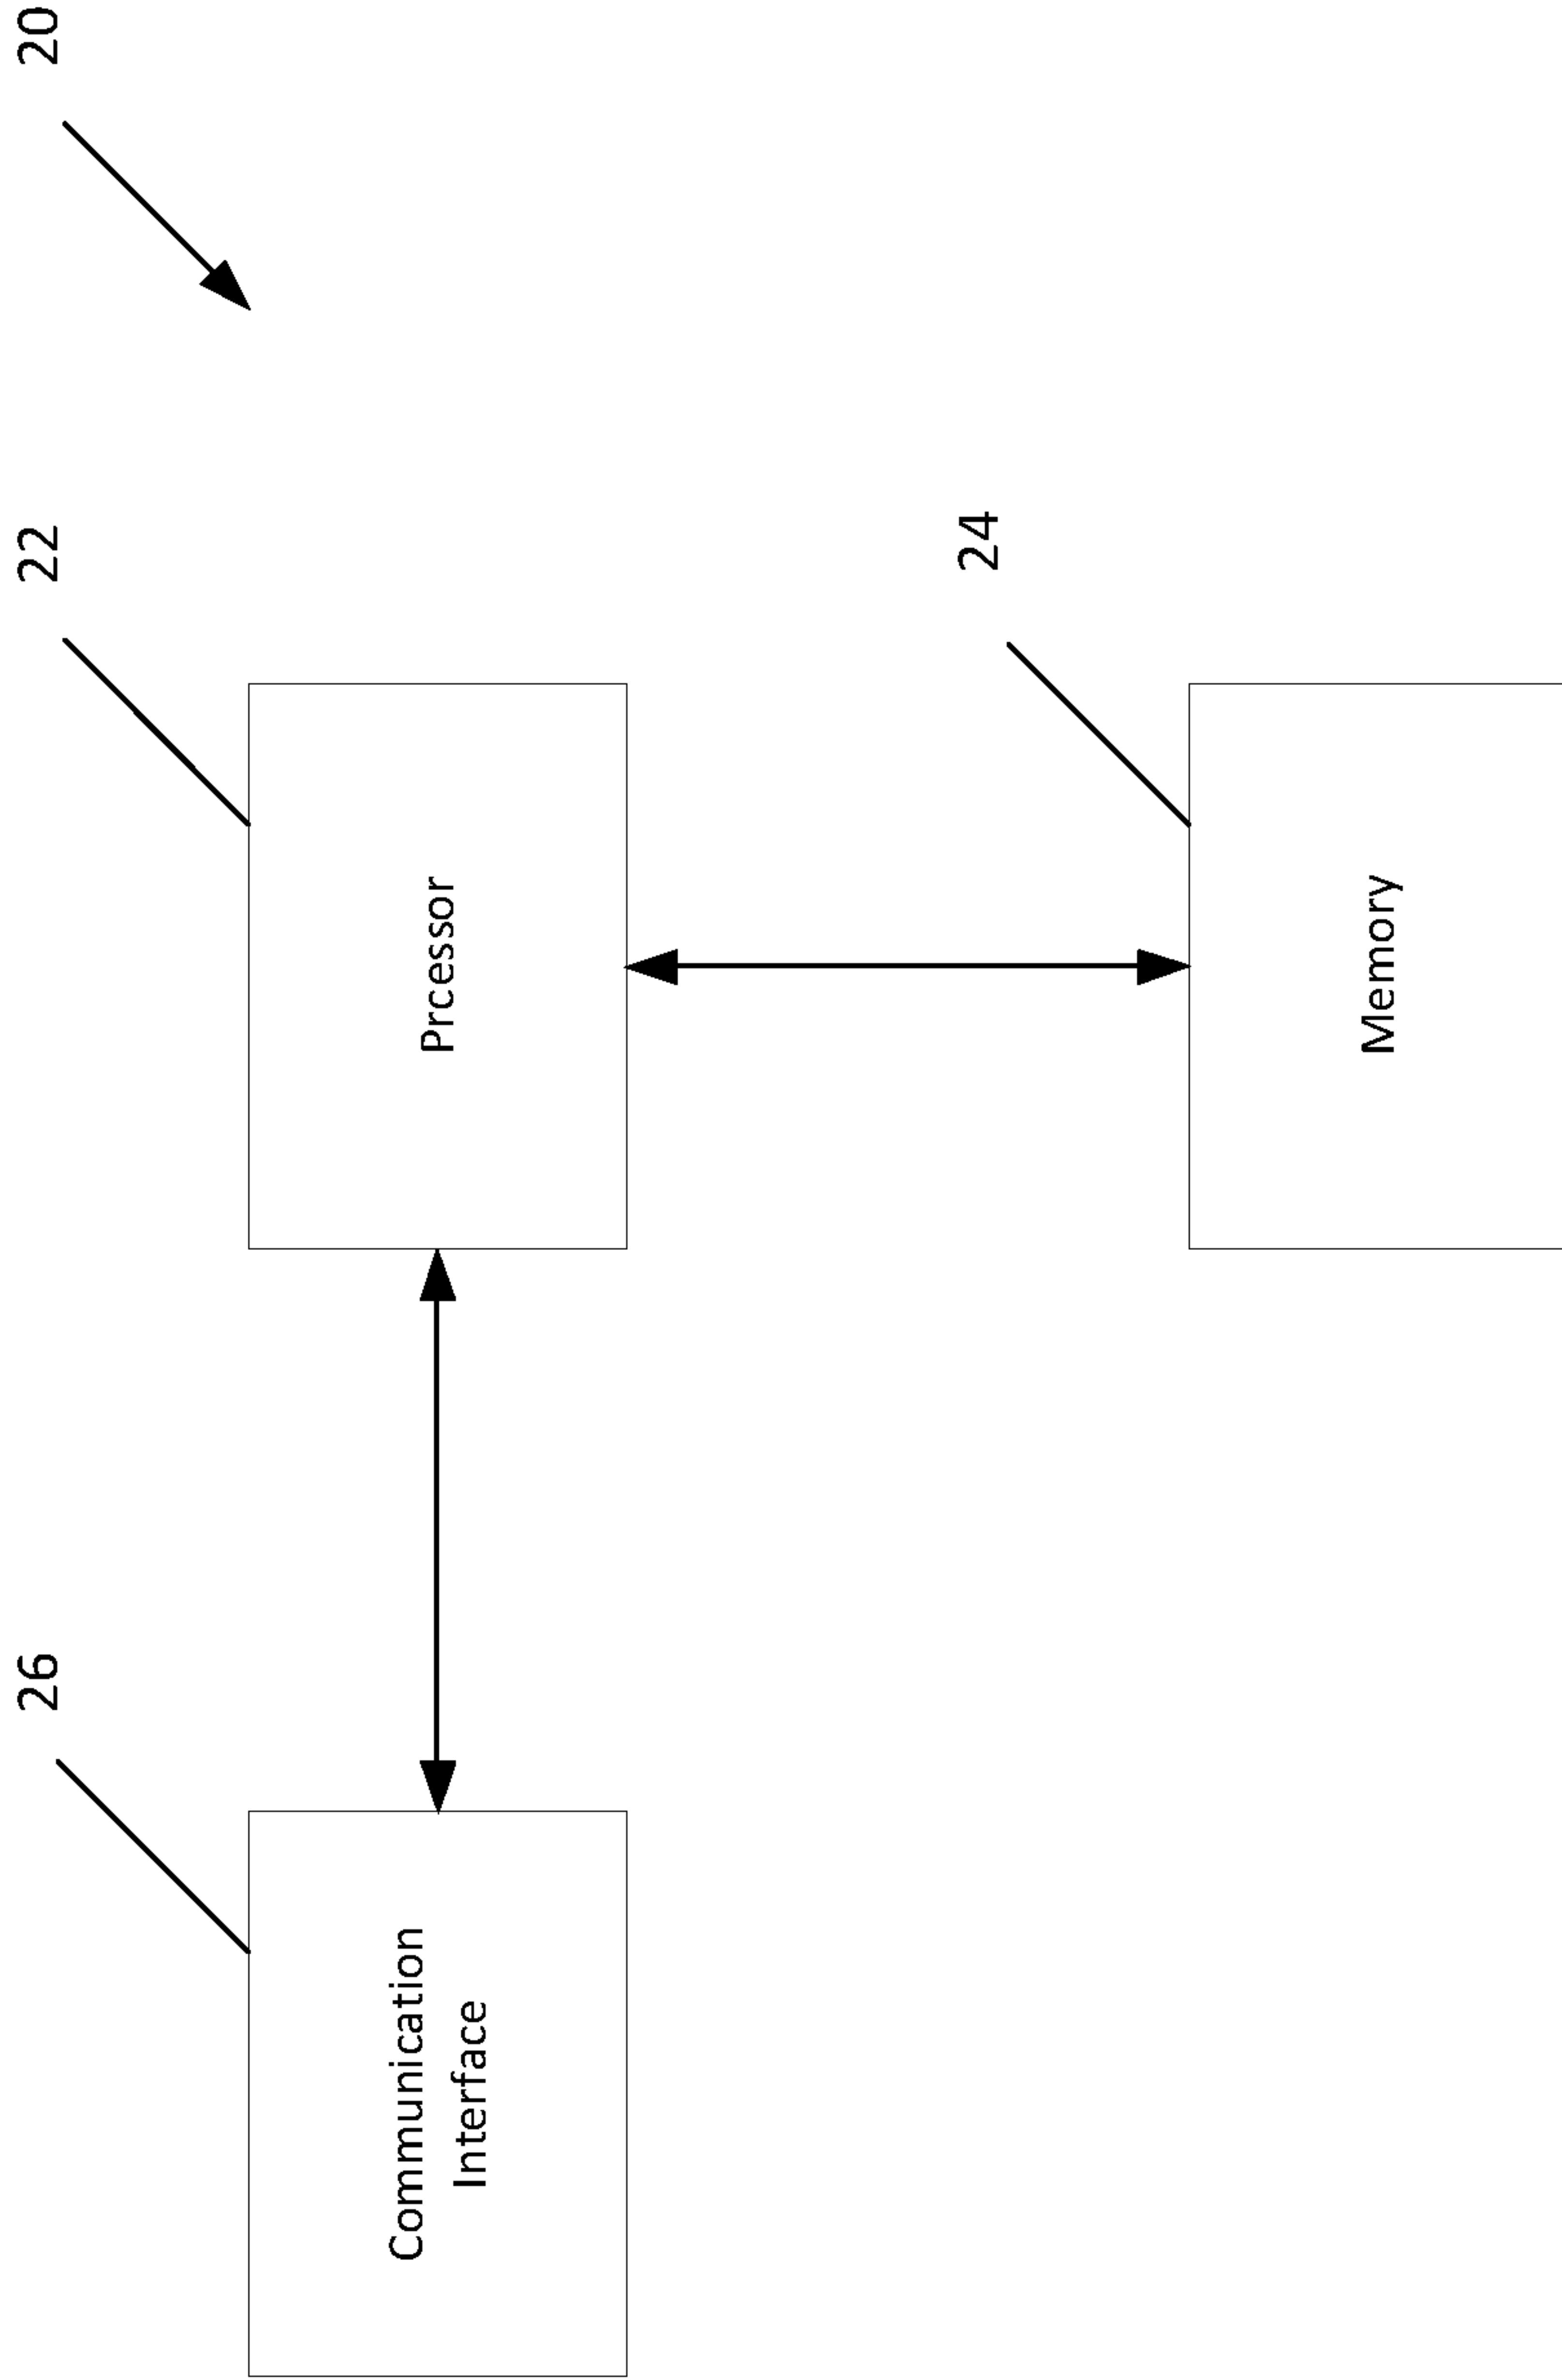 26
22
20
Communication
Interface
Prcessor
24
Memory